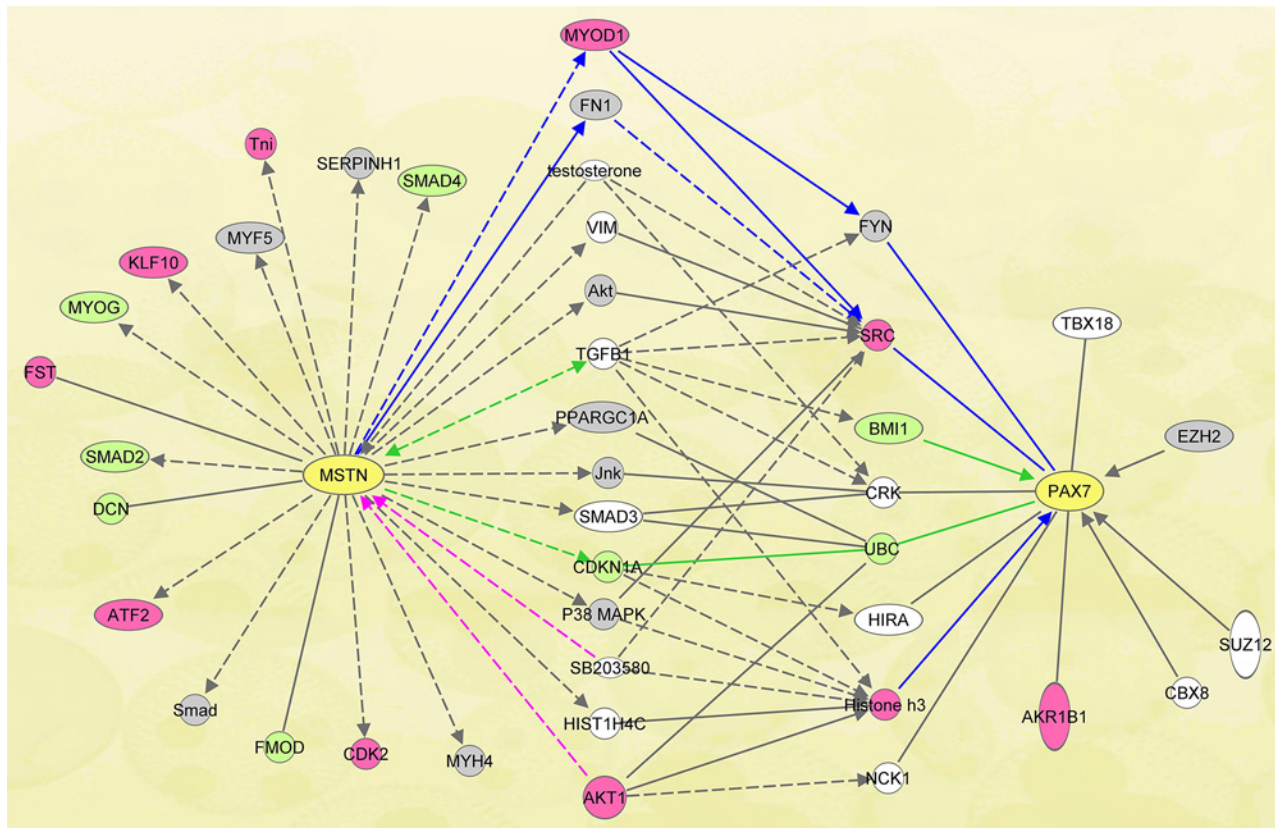 MYOD1
FN1
Tni
SERPINH1
testosterone
SMAD4
VIM
FYN
MYF5
KLF10
Akt
MYOG
TBX18
SRC
TGFB1
FST
PPARGC1A
BMI1
EZH2
SMAD2
MSTN
Jnk
CRK
PAX7
DCN
SMAD3
UBC
CDKN1A
ATF2
P38 MAPK
HIRA
SUZ12
SB203580
CBX8
Smad
HIST1H4C
Histone h3
AKR1B1
FMOD
CDK2
MYH4
NCK1
AKT1